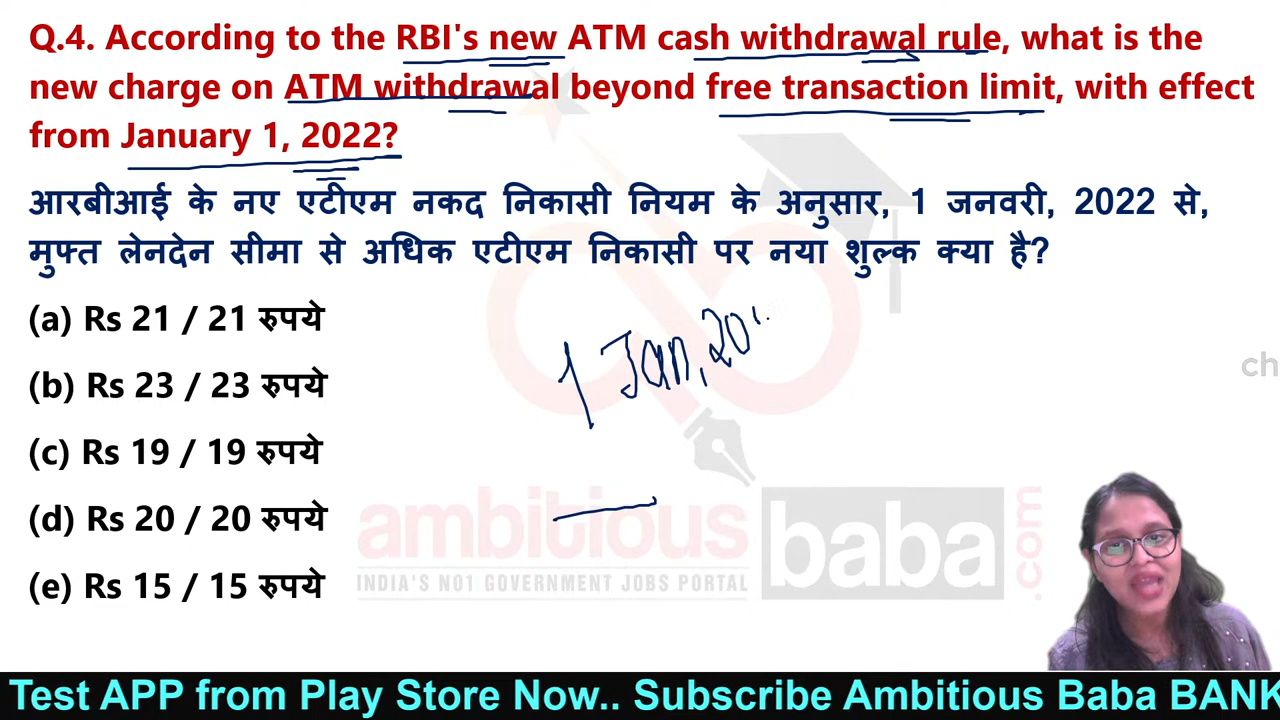 Q.4. According to the RBI's new ATM cash withdrawal rule, what is the
new charge on ATM withdrawal beyond free transaction limit, with effect
from January 1, 2022?
आरबीआई के नए एटीएम नकद निकासी नियम के अनुसार, 1 जनवरी, 2022 से,
मुफ्त लेनदेन सीमा से अधिक एटीएम निकासी पर नया शुल्क क्या है?
(a) Rs 21 / 21 रुपये
(b) Rs 23 / 23 रुपये
(c) Rs 19 / 19 रुपये
(d) Rs 20 / 20 रुपये
(e) Rs 15 / 15 रुपये
1 Jan, 20
ch
ambitious baba .com
INDIA'S NO1 GOVERNMENT JOBS PORTAL
Test APP from Play Store Now.. Subscribe Ambitious Baba BANK